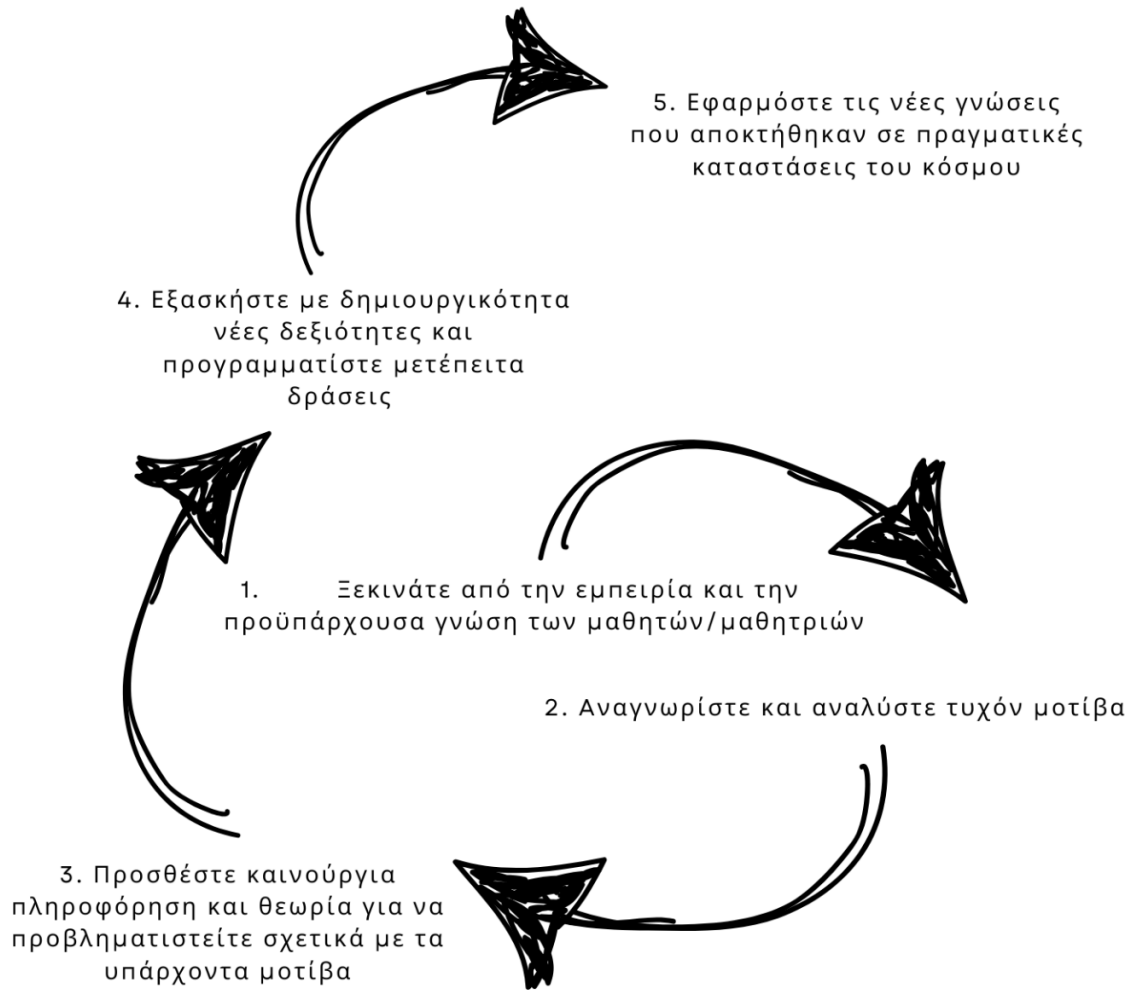 5. Εφαρμόστε τις νέες γνώσεις
που αποκτήθηκαν σε πραγματικές
καταστάσεις του κόσμου
4. Εξασκήστε με δημιουργικότητα
νέες δεξιότητες και
προγραμματίστε μετέπειτα
δράσεις
1. Ξεκινάτε από την εμπειρία και την
προϋπάρχουσα γνώση των μαθητών/μαθητριών
2. Αναγνωρίστε και αναλύστε τυχόν μοτίβα
3. Προσθέστε καινούργια
πληροφόρηση και θεωρία για να
προβληματιστείτε σχετικά με τα
υπάρχοντα μοτίβα